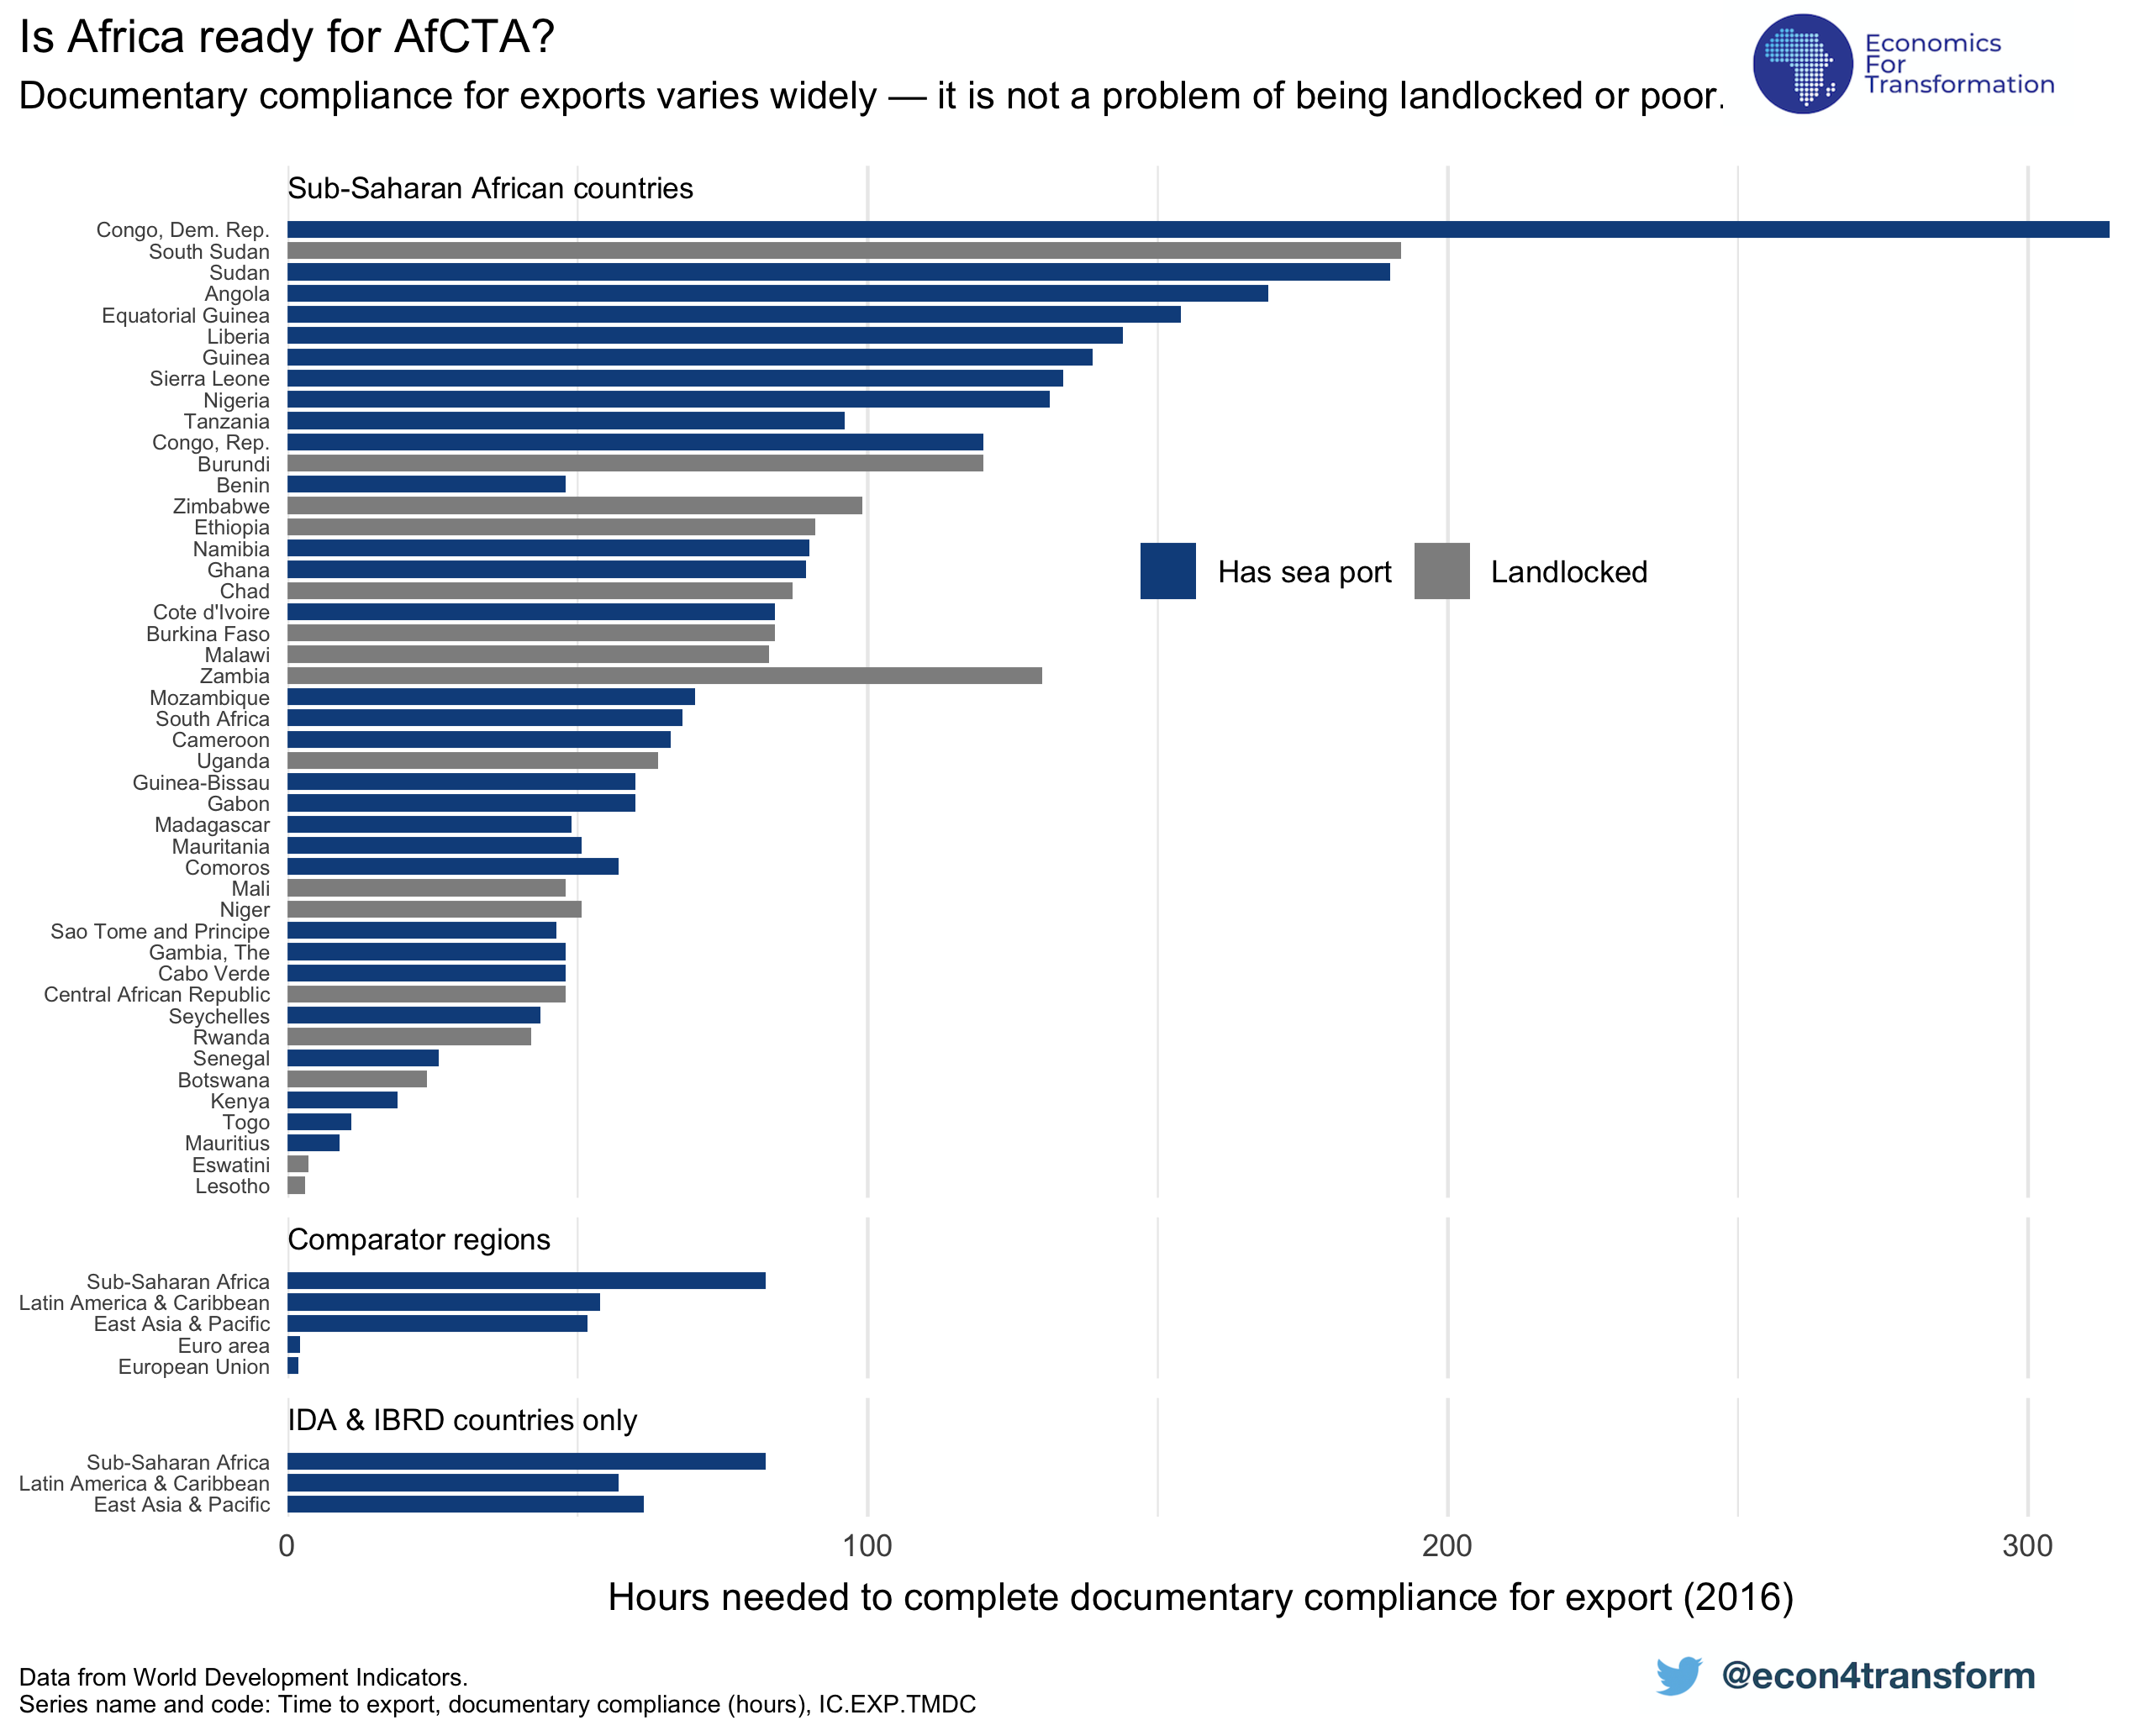 Is Africa ready for AfCTA?
Documentary compliance for exports varies widely — it is not a problem of being landlocked or poor.
Economics
For
Transformation
Sub-Saharan African countries
Congo, Dem. Rep.
South Sudan
Sudan
Angola
Equatorial Guinea
Liberia
Guinea
Sierra Leone
Nigeria
Tanzania
Congo, Rep.
Burundi
Benin
Zimbabwe
Ethiopia
Namibia
Ghana
Chad
Cote d'Ivoire
Burkina Faso
Malawi
Zambia
Mozambique
South Africa
Cameroon
Uganda
Guinea-Bissau
Gabon
Madagascar
Mauritania
Comoros
Mali
Niger
Sao Tome and Principe
Gambia, The
Cabo Verde
Central African Republic
Seychelles
Rwanda
Senegal
Botswana
Kenya
Togo
Mauritius
Eswatini
Lesotho
Has sea port Landlocked
Comparator regions
Sub-Saharan Africa
Latin America & Caribbean
East Asia & Pacific
Euro area
European Union
IDA & IBRD countries only
Sub-Saharan Africa
Latin America & Caribbean
East Asia & Pacific
0 100 200 300
Hours needed to complete documentary compliance for export (2016)
Data from World Development Indicators.
Series name and code: Time to export, documentary compliance (hours), IC.EXP.TMDC
@econ4transform